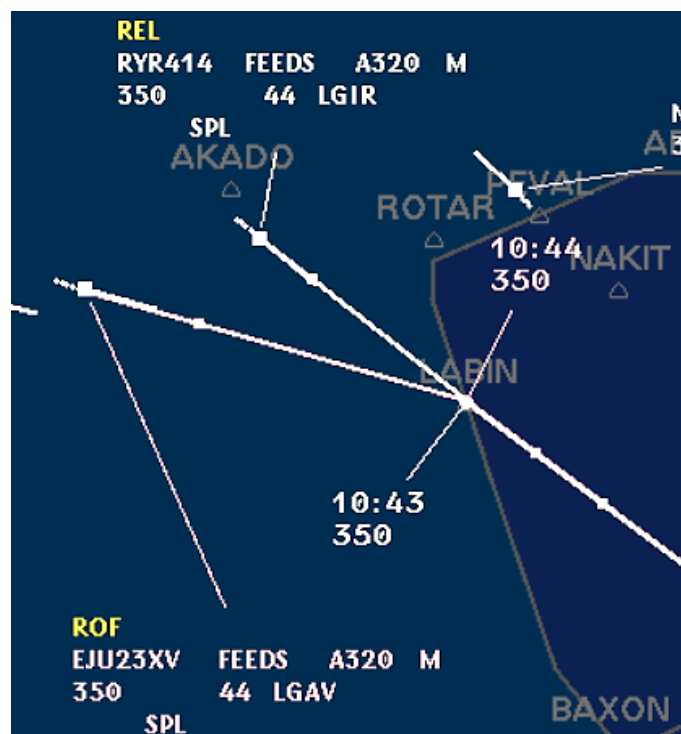 REL
RYR414 FEEDS A320 M
350 44 LGIR
SPL
AKADO
PEVAL
ROTAR
10:44
350
NAKIT
LABIN
10:43
350
ROF
EJU23XV FEEDS A320 M
350 44 LGAV
SPL
BAXON